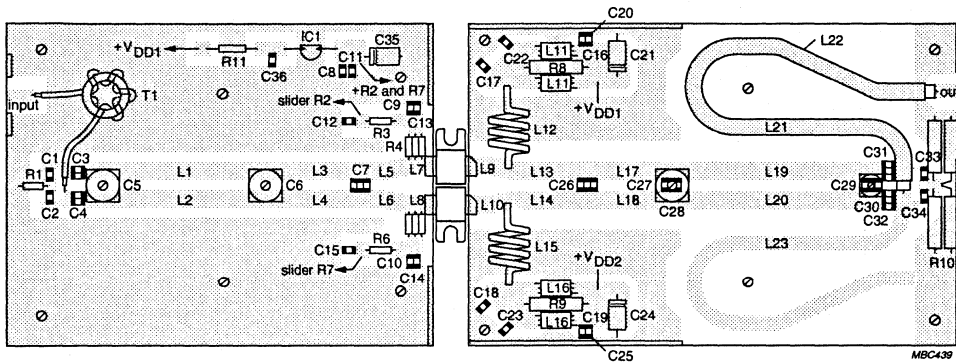 C20
+VDD1
IC1
C35
R11
C36
C11
C8
+R2 and R7
C9
slider R2
input
T1
C12
R3
C13
R4
C1
C3
R1
C5
L1
L3
C7
L5
L7
L9
C6
C2
C4
L2
L4
L6
L8
L10
C15
R6
C10
slider R7
C14
L11
C16
C21
C22
R8
C17
L11
+VDD1
L12
L22
out
L21
L13
L17
L19
C31
C33
C26
C27
C29
L14
L18
C28
L20
C30
C32
C34
L15
L23
+VDD2
R10
L16
C18
R9
C19
C24
C23
L16
C25
MBC439